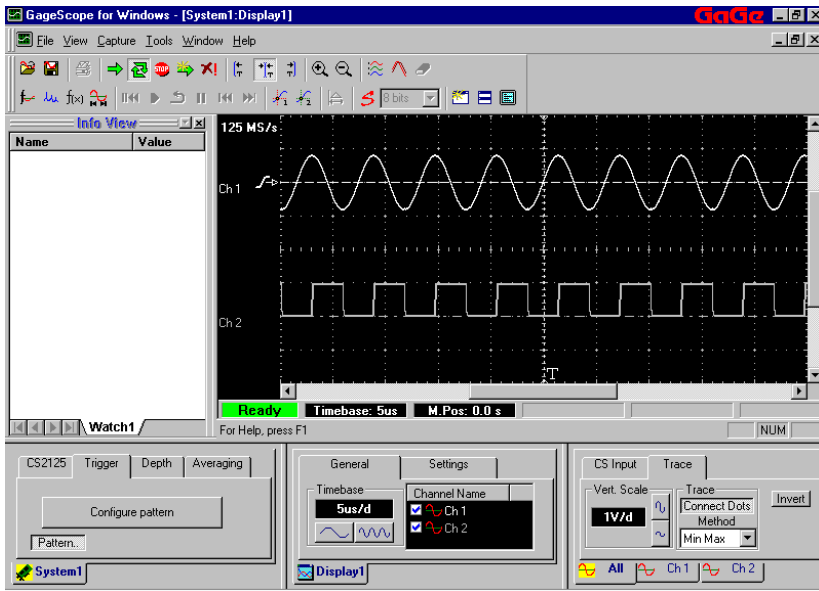 GageScope for Windows - [System1:Display1]
GaGe
File View Capture Tools Window Help
f(x)
8 bits
Info View
Name Value
125 MS/s
Ch 1
Ch 2
T
Ready Timebase: 5us M.Pos: 0.0 s
Watch1
For Help, press F1
NUM
CS2125 Trigger Depth Averaging
Configure pattern
Pattern..
System1
General Settings
Timebase
5us/d
Channel Name
Ch 1
Ch 2
Display1
CS Input Trace
Vert. Scale
1V/d
Trace
Connect Dots
Method
Min Max
Invert
All Ch 1 Ch 2